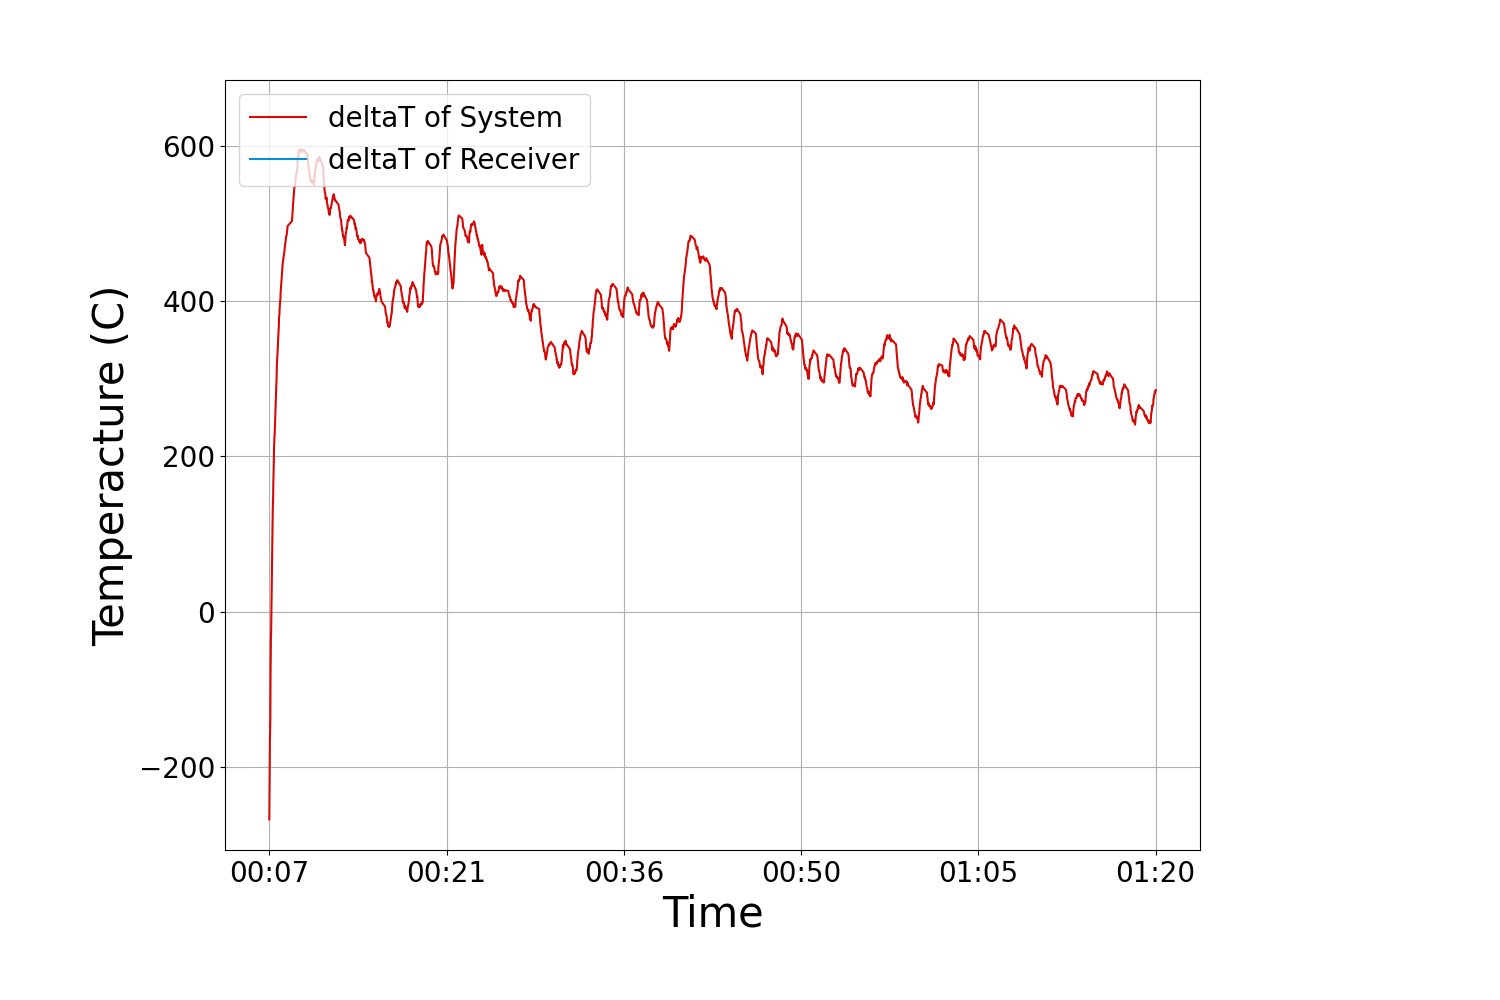 deltaT of System
deltaT of Receiver
600
400
200
0
−200
Temperacture (C)
00:07 00:21 00:36 00:50 01:05 01:20
Time